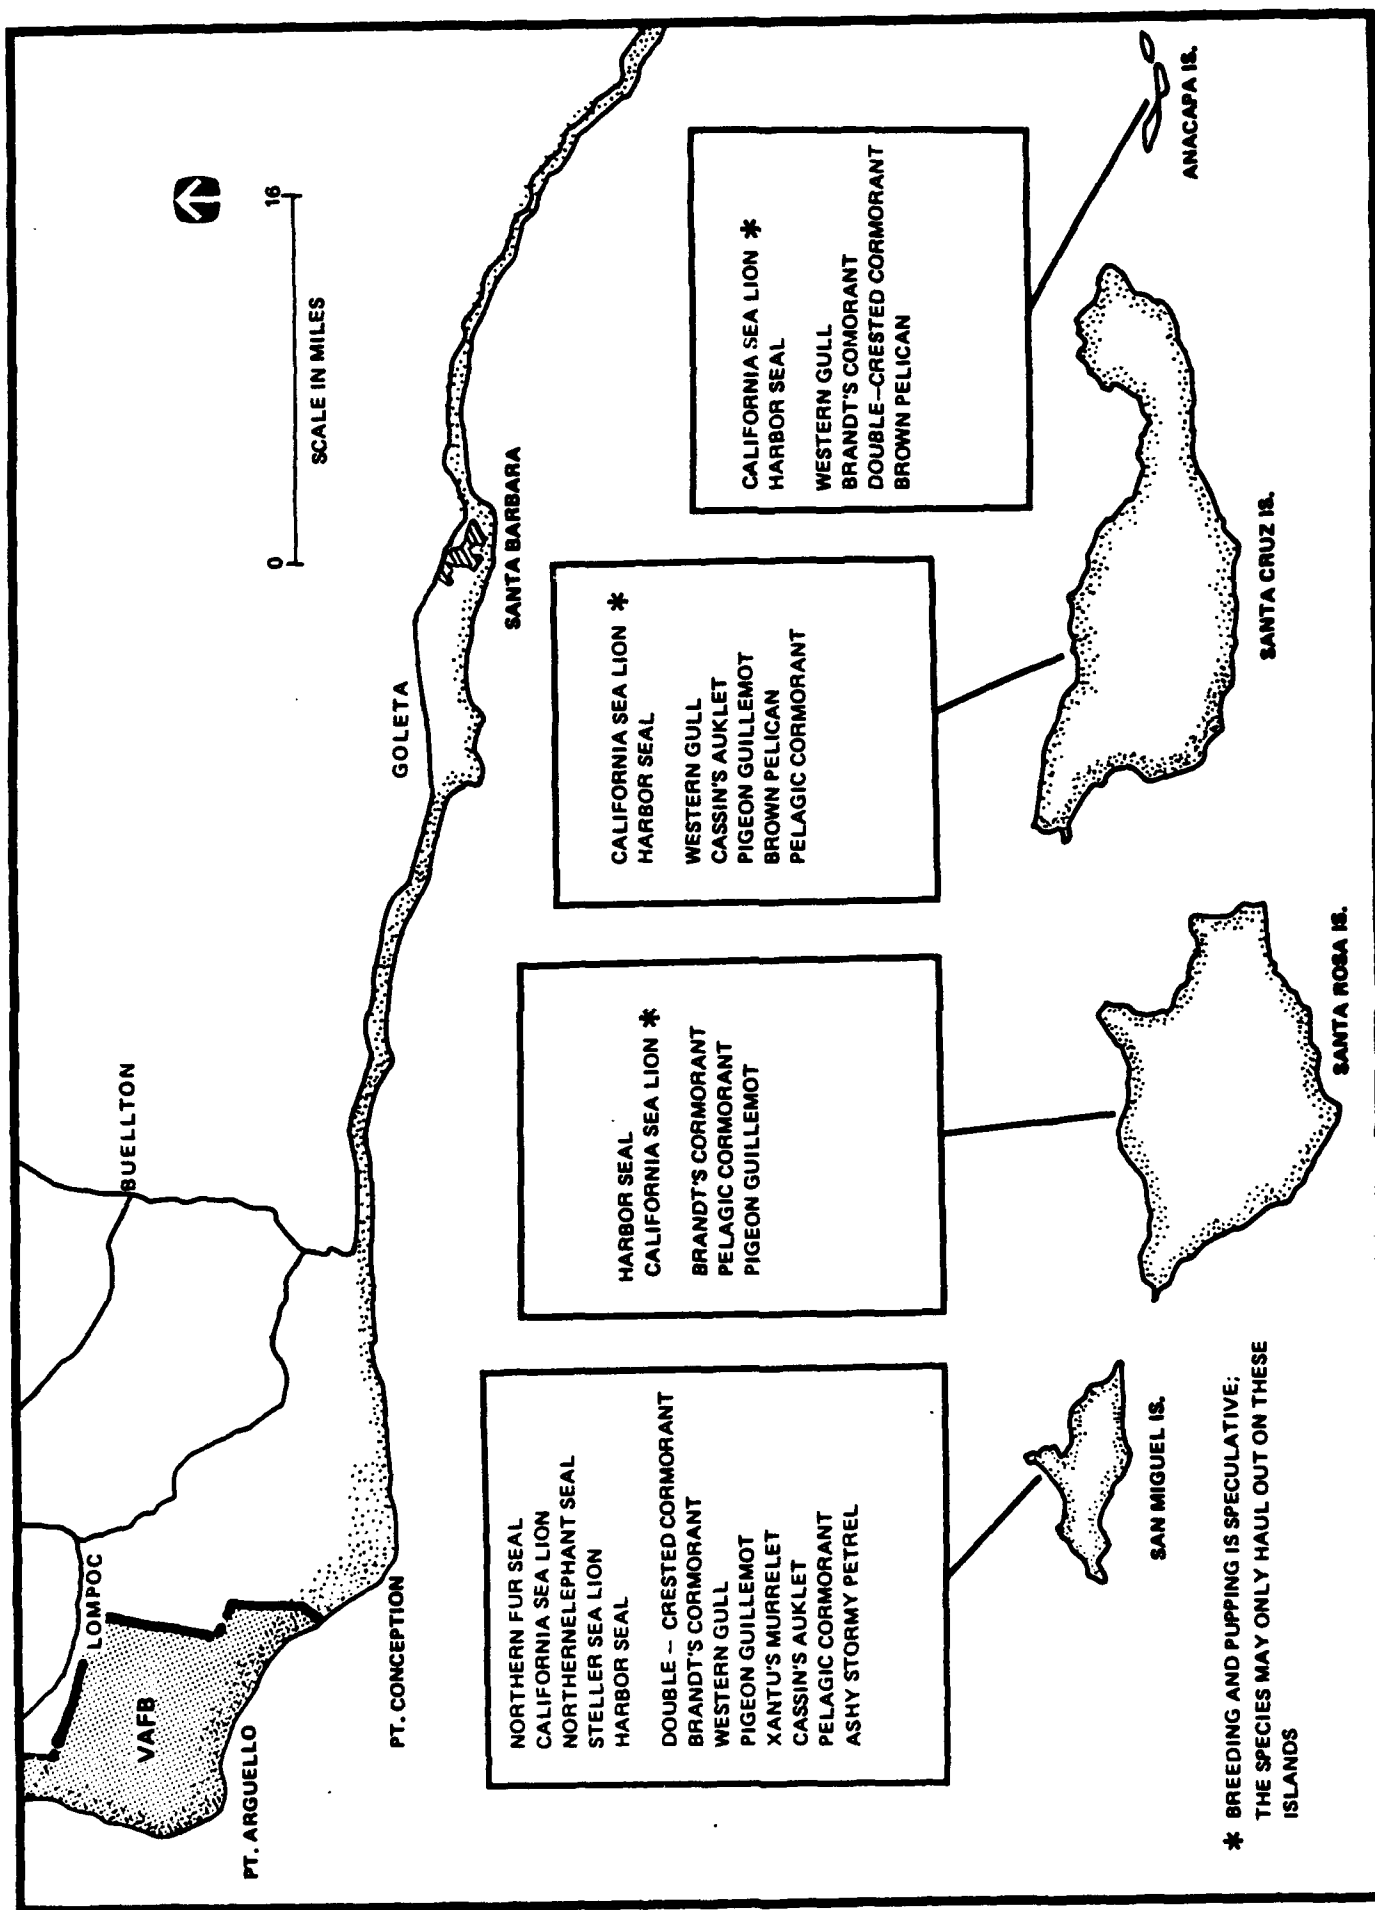 LOMPOC
BUELLTON
VAFB
PT. ARGUELLO
PT. CONCEPTION
GOLETA
SANTA BARBARA
0
16
SCALE IN MILES
NORTHERN FUR SEAL
CALIFORNIA SEA LION
NORTHERNELEPHANT SEAL
STELLER SEA LION
HARBOR SEAL
DOUBLE – CRESTED CORMORANT
BRANDT'S CORMORANT
WESTERN GULL
PIGEON GUILLEMOT
XANTU'S MURRELET
CASSIN'S AUKLET
PELAGIC CORMORANT
ASHY STORMY PETREL
HARBOR SEAL
CALIFORNIA SEA LION *
BRANDT'S CORMORANT
PELAGIC CORMORANT
PIGEON GUILLEMOT
CALIFORNIA SEA LION *
HARBOR SEAL
WESTERN GULL
CASSIN'S AUKLET
PIGEON GUILLEMOT
BROWN PELICAN
PELAGIC CORMORANT
CALIFORNIA SEA LION *
HARBOR SEAL
WESTERN GULL
BRANDT'S COMORANT
DOUBLE–CRESTED CORMORANT
BROWN PELICAN
SAN MIGUEL IS.
SANTA ROSA IS.
SANTA CRUZ IS.
ANACAPA IS.
* BREEDING AND PUPPING IS SPECULATIVE;
THE SPECIES MAY ONLY HAUL OUT ON THESE
ISLANDS